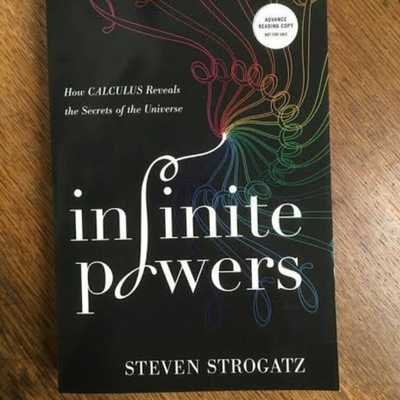 ADVANCE
READING COPY
NOT FOR SALE
How CALCULUS Reveals
the Secrets of the Universe
infinite
powers
STEVEN STROGATZ